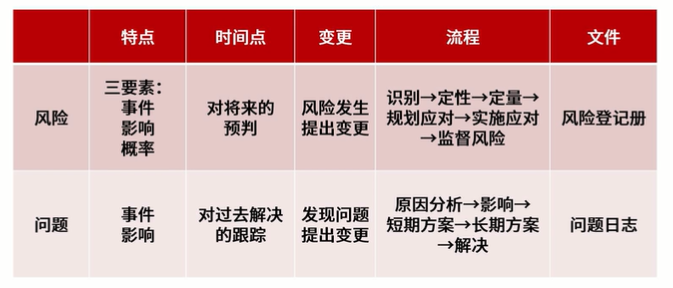 特点
时间点
变更
流程
文件
风险
三要素：
事件
影响
概率
对将来的
预判
风险发生
提出变更
识别→定性→定量→
规划应对→实施应对
→监督风险
风险登记册
问题
事件
影响
对过去解决
的跟踪
发现问题
提出变更
原因分析→影响→
短期方案→长期方案
→解决
问题日志